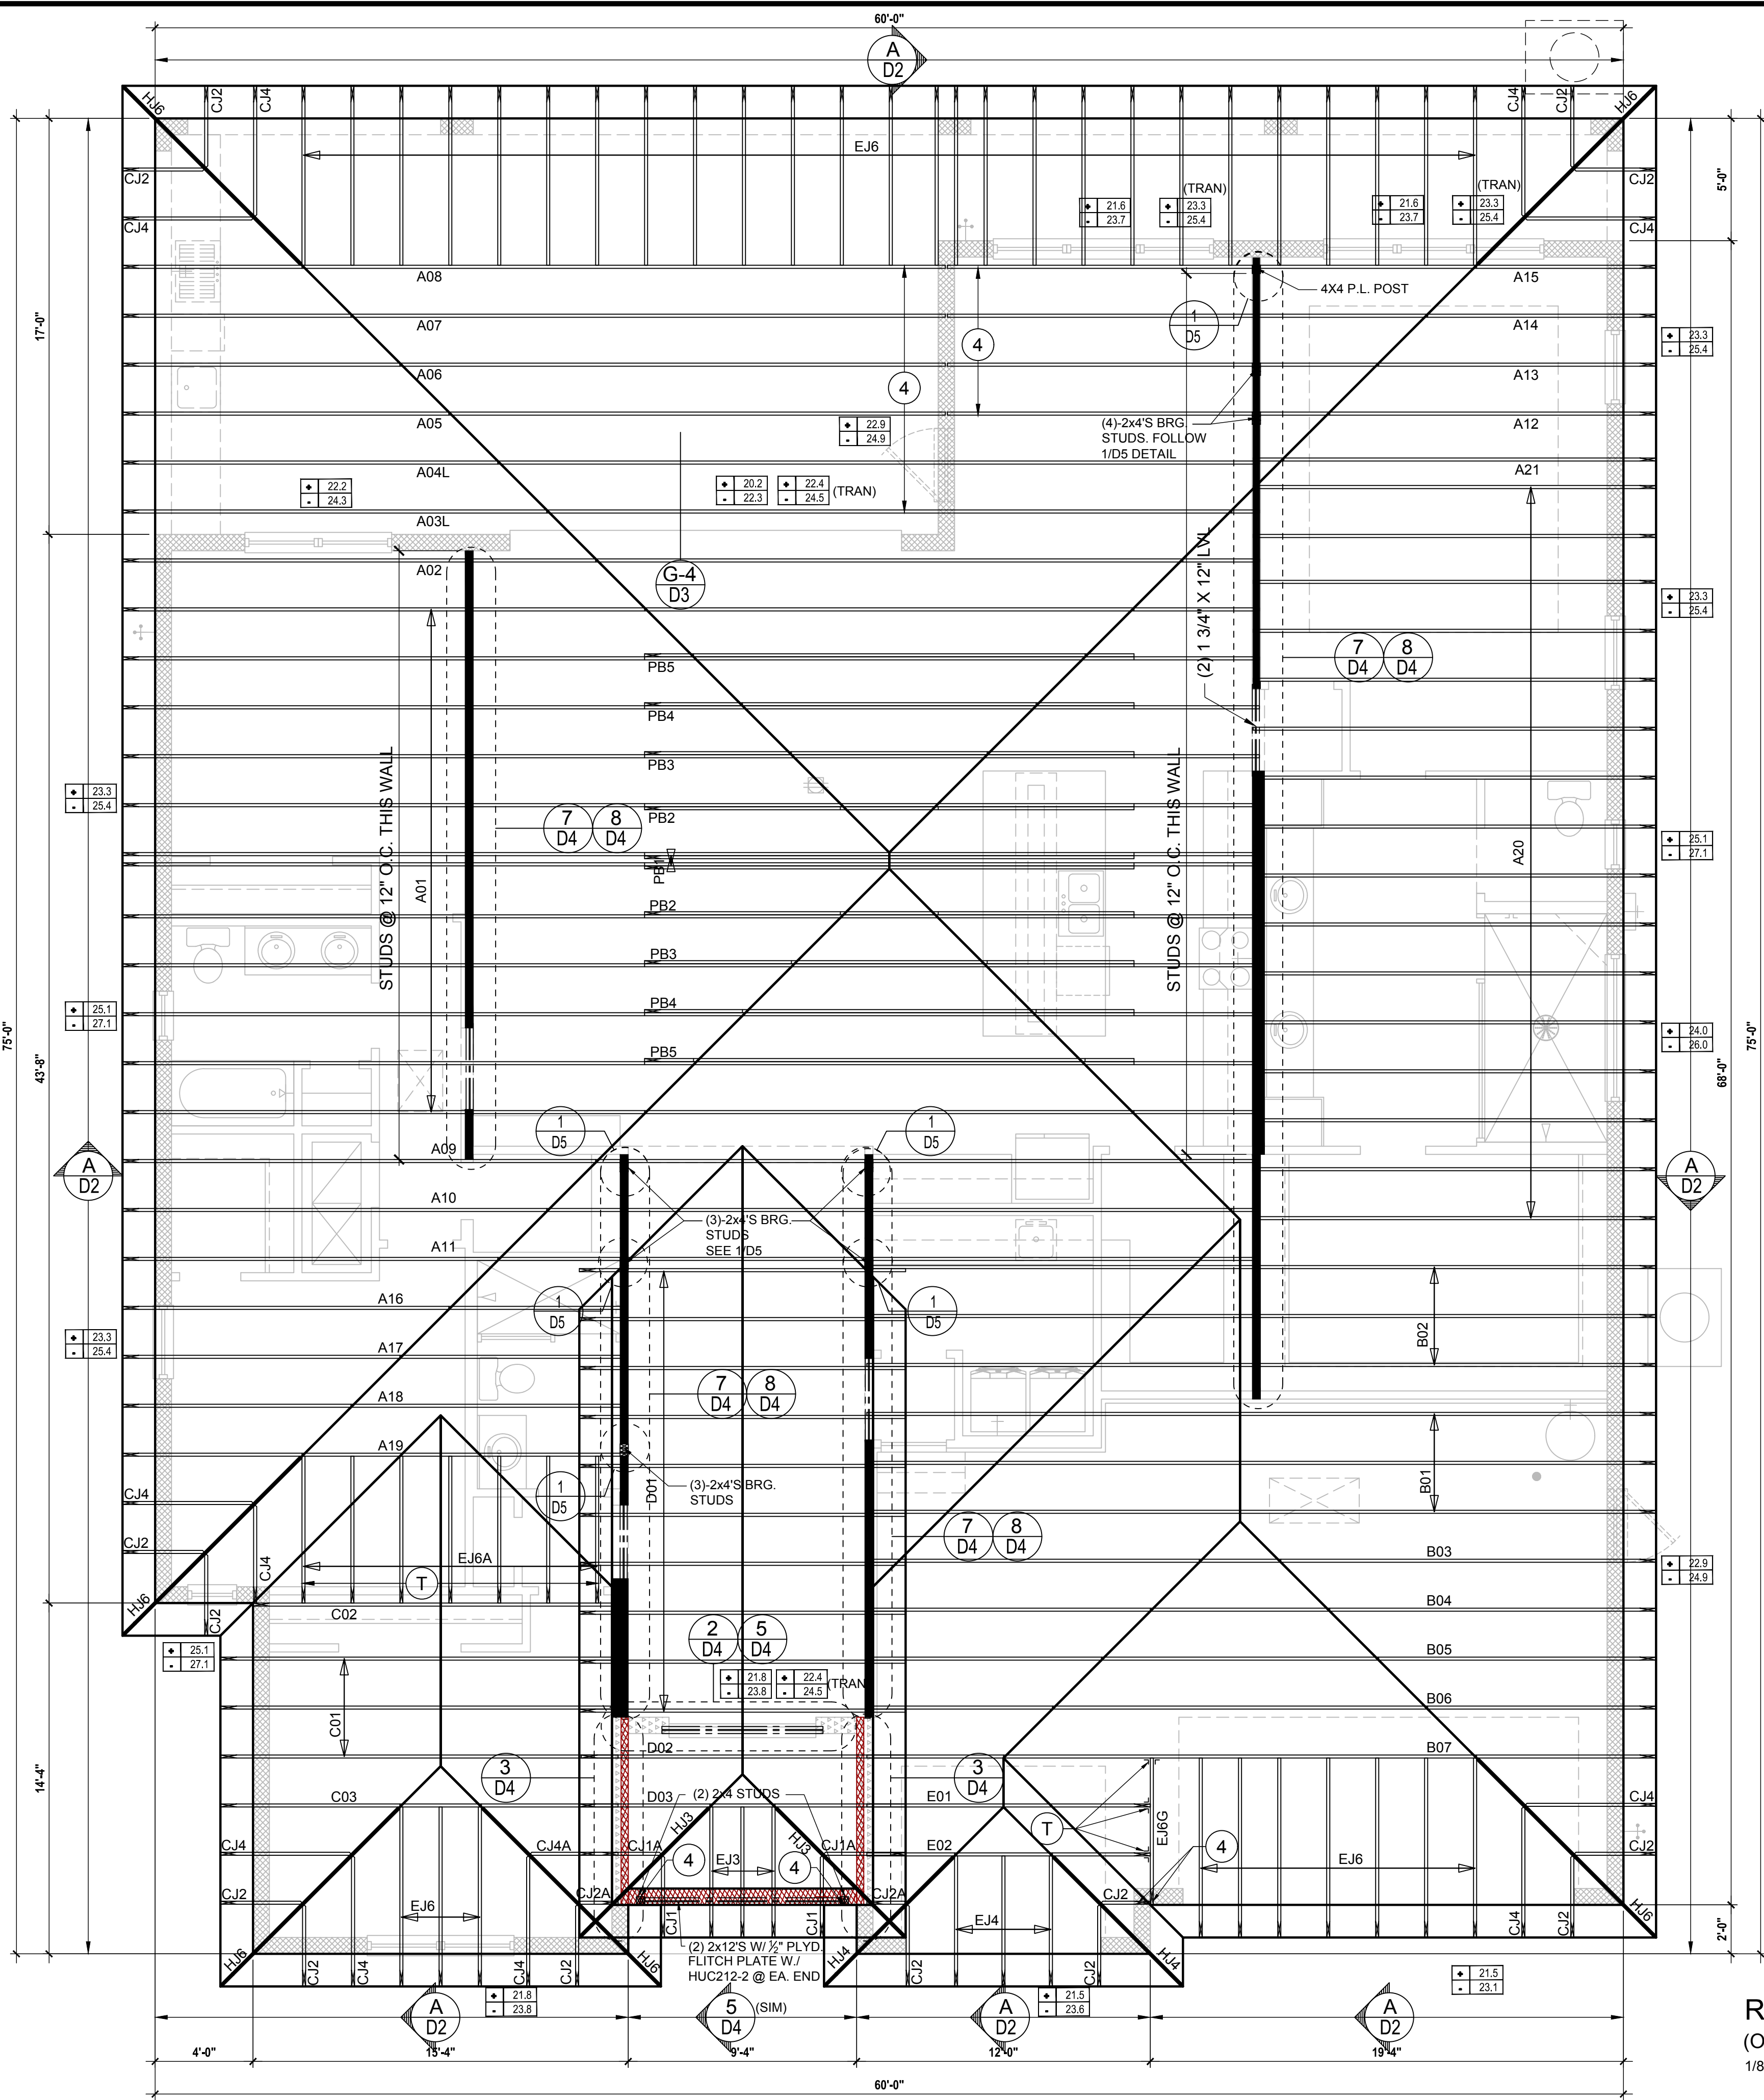 60'-0"
A
D2
HJ6
CJ2
CJ4
CJ4
CJ2
HJ6
CJ2
CJ4
EJ6
CJ2
CJ4
5'-0"
(TRAN)
+ 21.6
- 23.7
+ 23.3
- 25.4
(TRAN)
+ 21.6
- 23.7
+ 23.3
- 25.4
A08
A15
4X4 P.L. POST
17'-0"
A07
1
D5
A14
4
+ 23.3
- 25.4
A06
4
A13
A05
+ 22.9
- 24.9
(4)-2x4'S BRG.
STUDS. FOLLOW
1/D5 DETAIL
A12
A04L
A21
+ 22.2
- 24.3
+ 20.2
- 22.3
+ 22.4
- 24.5
(TRAN)
A03L
A02
G-4
D3
(2) 1 3/4" X 12" LVL
+ 23.3
- 25.4
PB5
7
D4
8
D4
PB4
PB3
+ 23.3
- 25.4
PB2
7
D4
8
D4
STUDS @ 12" O.C. THIS WALL
STUDS @ 12" O.C. THIS WALL
A01
PB1
A20
+ 25.1
- 27.1
PB2
PB3
PB4
+ 25.1
- 27.1
+ 24.0
- 26.0
75'-0"
43'-8"
68'-0"
75'-0"
PB5
1
D5
1
D5
A09
A
D2
A
D2
A10
(3)-2x4'S BRG.
STUDS
SEE 1/D5
A11
A16
1
D5
1
D5
+ 23.3
- 25.4
A17
B02
A18
7
D4
8
D4
A19
(3)-2x4'S BRG.
STUDS
D01
B01
CJ4
1
D5
CJ2
CJ4
EJ6A
T
7
D4
8
D4
B03
+ 22.9
- 24.9
HJ6
CJ2
C02
B04
+ 25.1
- 27.1
2
D4
5
D4
B05
+ 21.8
- 23.8
+ 22.4
- 24.5
(TRAN
B06
C01
D02
B07
14'-4"
3
D4
3
D4
C03
D03
(2) 2x4 STUDS
E01
CJ4
HJ3
HJ3
T
EJ6G
CJ4
CJ4A
CJ1A
4
EJ3
4
CJ1A
E02
4
EJ6
CJ2
CJ2
EJ6
CJ2A
CJ2A
CJ2
CJ1
CJ1
EJ4
CJ4
CJ2
HJ6
2'-0"
HJ6
CJ2
CJ4
CJ4
CJ2
HJ6
(2) 2x12'S W/ ½" PLYD.
FLITCH PLATE W./
HUC212-2 @ EA. END
HJ4
CJ2
CJ2
HJ4
+ 21.8
- 23.8
+ 21.5
- 23.6
+ 21.5
- 23.1
A
D2
5
D4
(SIM)
A
D2
A
D2
R
(O
1/8
4'-0"
15'-4"
9'-4"
12'-0"
19'-4"
60'-0"